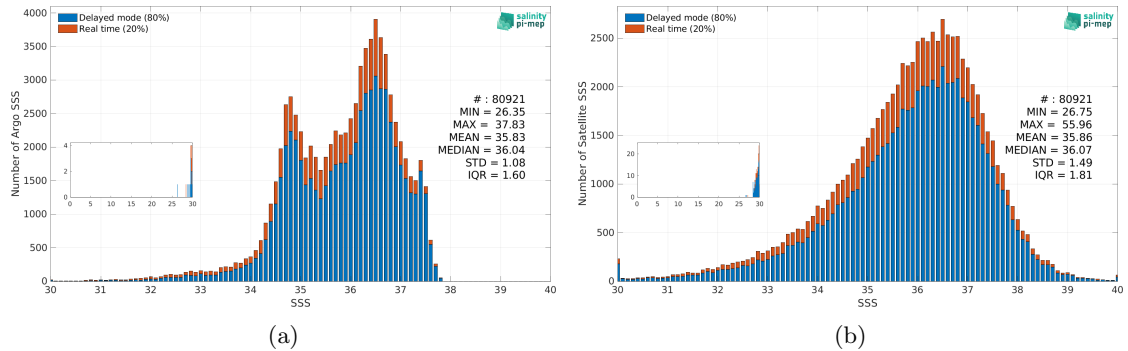 Delayed mode (80%)
Real time (20%)
salinity
pi-mep
4000
3500
3000
2500
2000
1500
1000
500
0
Number of Argo SSS
# : 80921
MIN = 26.35
MAX = 37.83
MEAN = 35.83
MEDIAN = 36.04
STD = 1.08
IQR = 1.60
4
2
0
0 5 10 15 20 25 30
30 31 32 33 34 35 36 37 38 39 40
SSS
(a)
Delayed mode (80%)
Real time (20%)
salinity
pi-mep
2500
2000
1500
1000
500
0
Number of Satellite SSS
# : 80921
MIN = 26.75
MAX = 55.96
MEAN = 35.86
MEDIAN = 36.07
STD = 1.49
IQR = 1.81
20
10
0
0 5 10 15 20 25 30
30 31 32 33 34 35 36 37 38 39 40
SSS
(b)